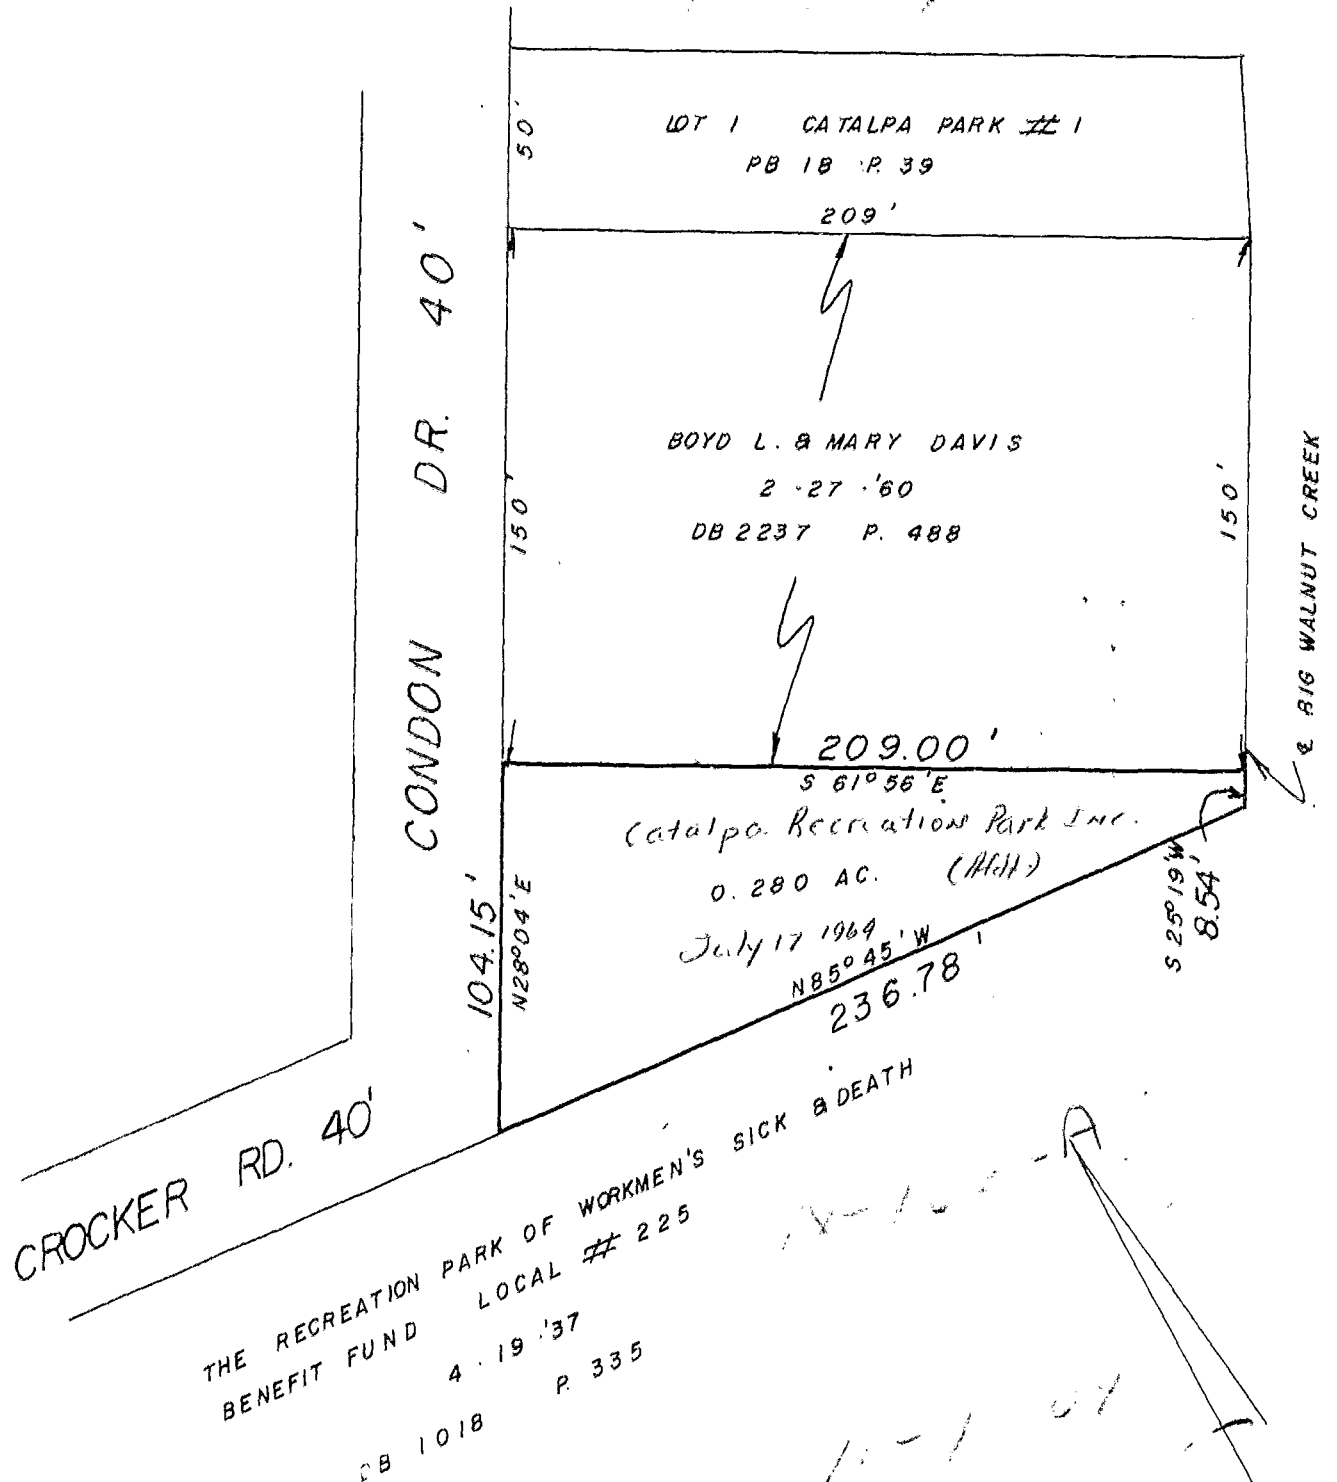 LOT 1 CATALPA PARK # 1
PB 18 P. 39
50'
209'
CONDON DR. 40'
BOYD L. & MARY DAVIS
2 · 27 · '60
DB 2237 P. 488
150'
150'
℄ BIG WALNUT CREEK
209.00'
S 61° 56' E
Catalpa Recreation Park Inc.
0.280 AC.
July 17 1964
104.15'
N 28° 04' E
N 85° 45' W
236.78'
S 25° 19' W
8.54'
CROCKER RD. 40'
THE RECREATION PARK OF WORKMEN'S SICK & DEATH
BENEFIT FUND LOCAL # 225
4 · 19 · '37
DB 1018 P. 335